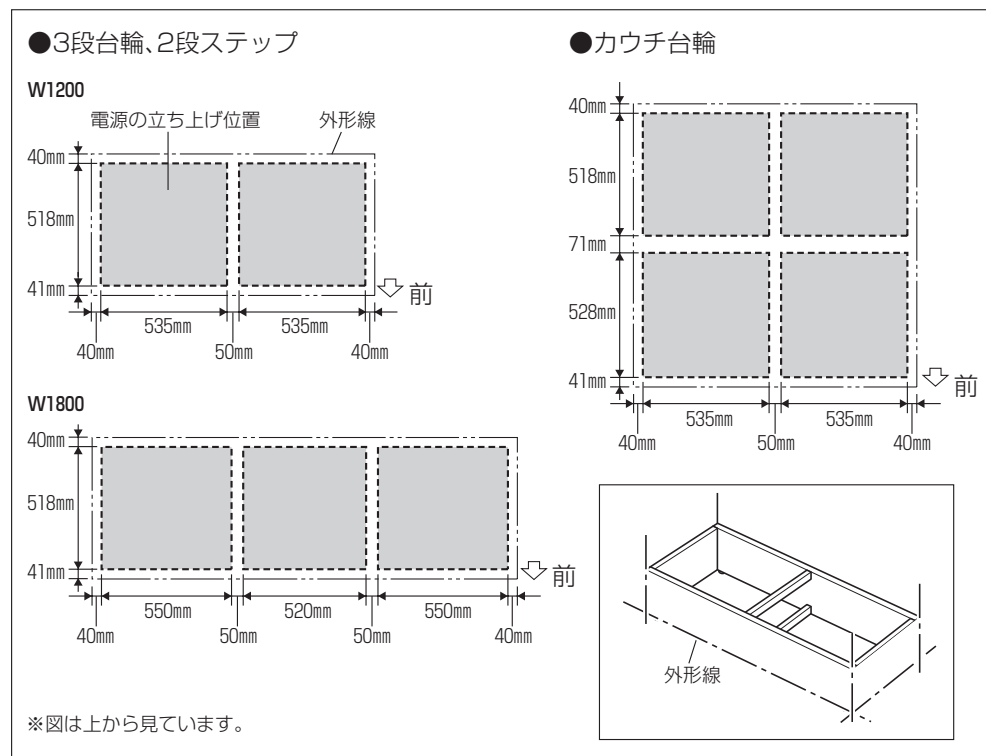 ●3段台輪、2段ステップ
W1200
電源の立ち上げ位置
外形線
40mm
518mm
41mm
前
535mm
535mm
40mm
50mm
40mm
W1800
40mm
518mm
41mm
前
550mm
520mm
550mm
40mm
50mm
50mm
40mm
※図は上から見ています。
●カウチ台輪
40mm
518mm
71mm
528mm
41mm
前
535mm
535mm
40mm
50mm
40mm
外形線